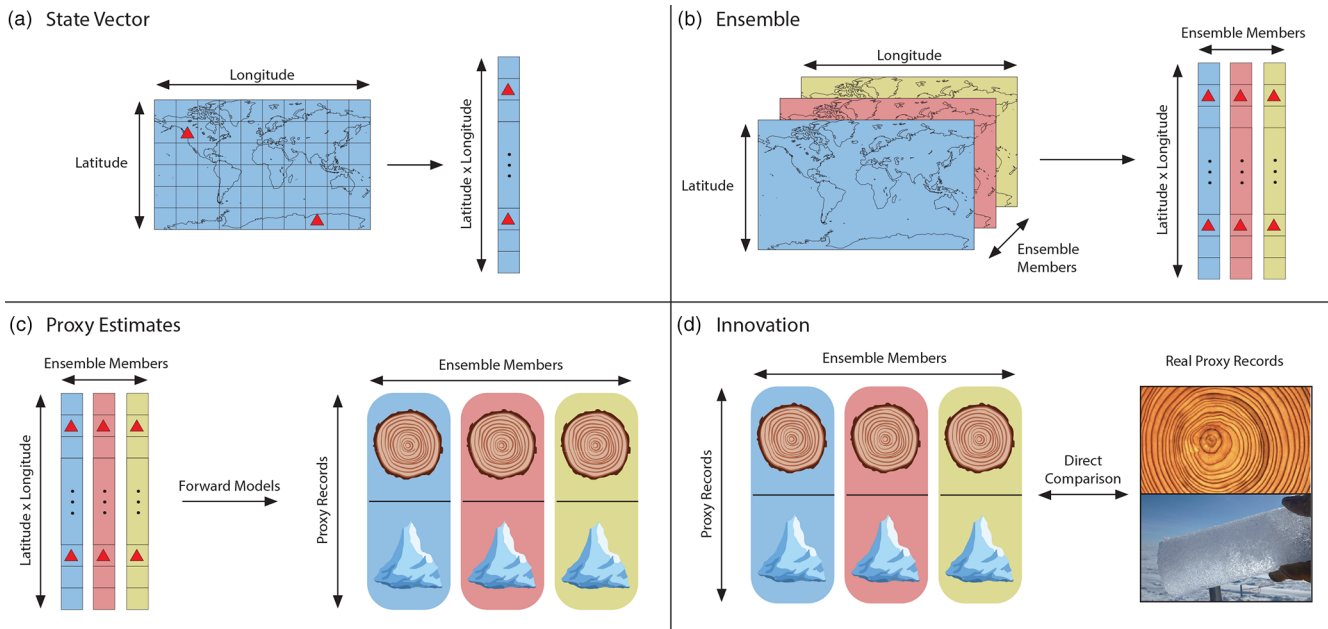 (a) State Vector
Longitude
Latitude
Latitude x Longitude
(b) Ensemble
Ensemble Members
Longitude
Latitude
Ensemble
Members
Latitude x Longitude
(c) Proxy Estimates
Ensemble Members
Latitude x Longitude
Forward Models
Ensemble Members
Proxy Records
(d) Innovation
Ensemble Members
Proxy Records
Direct
Comparison
Real Proxy Records